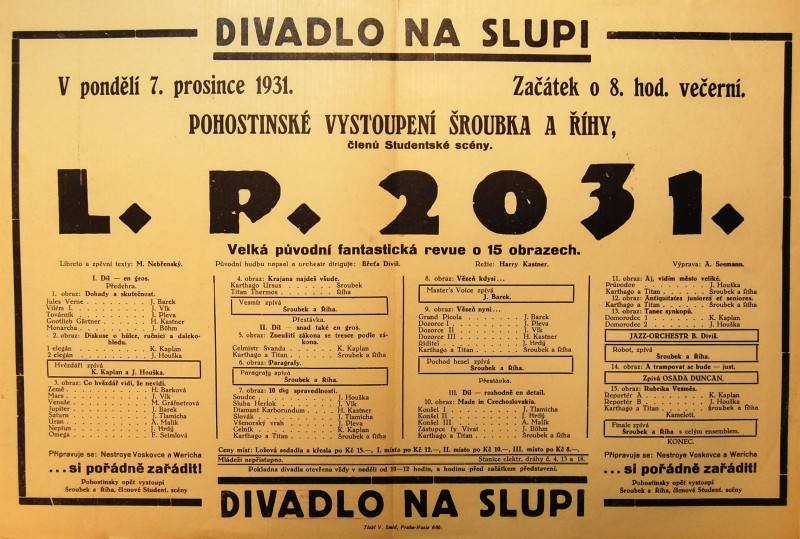 DIVADLO NA SLUPI
V pondělí 7. prosince 1931.
Začátek o 8. hod. večerní.
POHOSTINSKÉ VYSTOUPENÍ ŠROUBKA A ŘÍHY,
členů Studentské scény.
L. P. 2031.
Velká původní fantastická revue o 15 obrazech.
Libreto a zpěvní texty: M. Nebřenský.
Původní hudbu napsal a orchestr diriguje: Břeťa Diviš.
Režie: Harry Kastner.
Výprava: A. Seemann.
I. Díl — en gros.
Předehra.
1. obraz: Dohady a skutečnost.
Jules Verne J. Barek
Vilém I. J. Vlk
Továrník J. Pleva
Gottlieb Gärtner H. Kastner
Monarcha J. Böhm
2. obraz: Diskuse o hůlce, ručnici a dalekohledu.
1 elegán K. Kaplan
2 elegán J. Houška
Hvězdáři zpívá
K. Kaplan a J. Houška.
3. obraz: Co hvězdář vidí, že nevidí.
Země H. Barková
Mars J. Vlk
Venuše M. Gráfnetrová
Jupiter J. Barek
Saturn J. Tlamicha
Uran A. Malík
Neptun J. Hrdý
Omega F. Seimlová
Připravuje se: Nestroye Voskovce a Wericha
...si pořádně zařádit!
Pohostinsky opět vystoupí
Šroubek a Říha, členové Student. scény
4. obraz: Krajana najdeš všude.
Karthago Ursus Šroubek
Titan Thermos Říha
Vesmír zpívá
Šroubek a Říha.
Přestávka.
II. Díl — snad také en gros.
5. obraz: Zneužití zákona se tresce podle zákona.
Celmistr Švanda K. Kaplan
Karthago a Titan Šroubek a Říha
6. obraz: Paragrafy.
Paragrafy zpívá
Šroubek a Říha.
7. obraz: 10 dkg spravedlnosti.
Soudce J. Houška
Sluha Herlok J. Vlk
Diamant Karborundum H. Kastner
Slovák J. Tlamicha
Všenorský vrah J. Pleva
Celník K. Kaplan
Karthago a Titan Šroubek a Říha
8. obraz: Vězeň kdysi...
Master's Voice zpívá
J. Barek.
9. obraz: Vězeň nyní...
Grand Picola J. Barek
Dozorce I J. Pleva
Dozorce II J. Vlk
Dozorce III H. Kastner
Ředitel J. Hrdý
Karthago a Titan Šroubek a Říha
Pochod hesel zpívá
Šroubek a Říha.
Přestávka.
III. Díl — rozhodně en detail.
10. obraz: Made in Czechoslovakia.
Konšel I J. Tlamicha
Konšel II J. Hrdý
Konšel III A. Malík
Zástupce fy Vivat J. Böhm
Karthago a Titan Šroubek a Říha
11. obraz: Aj, vidím město veliké.
Průvodce J. Houška
Karthago a Titan Šroubek a Říha
12. obraz: Antiquitates juniores et seniores.
Karthago a Titan Šroubek a Říha
13. obraz: Tanec synkopů.
Domorodec 1 K. Kaplan
Domorodec 2 J. Houška
JAZZ-ORCHESTR B. Diviš.
Robot, zpívá
Šroubek a Říha.
14. obraz: A trampovat se bude — just.
Zpívá OSADA DUNCAN.
15. obraz: Rubrika Vesmés.
Reportér A K. Kaplan
Reportér B J. Houška
Karthago a Titan Šroubek a Říha
Kameloti.
Finale zpívá
Šroubek a Říha s celým ensemblem.
KONEC.
Připravuje se: Nestroye Voskovce a Wericha
...si pořádně zařádit!
Pohostinsky opět vystoupí
Šroubek a Říha, členové Student. scény
Ceny míst: Ložová sedadla a křesla po Kč 15.—, I. místo po Kč 12.—, II. místo po Kč 10.—, III. místo po Kč 8.—.
Mládeži nepřístupno.
Stanice elektr. dráhy č. 4, 13 a 18.
Pokladna divadla otevřena vždy v neděli od 10—12 hodin, a hodinu před začátkem představení.
DIVADLO NA SLUPI
Tiskl V. Šmíd, Praha-Nusle 646.